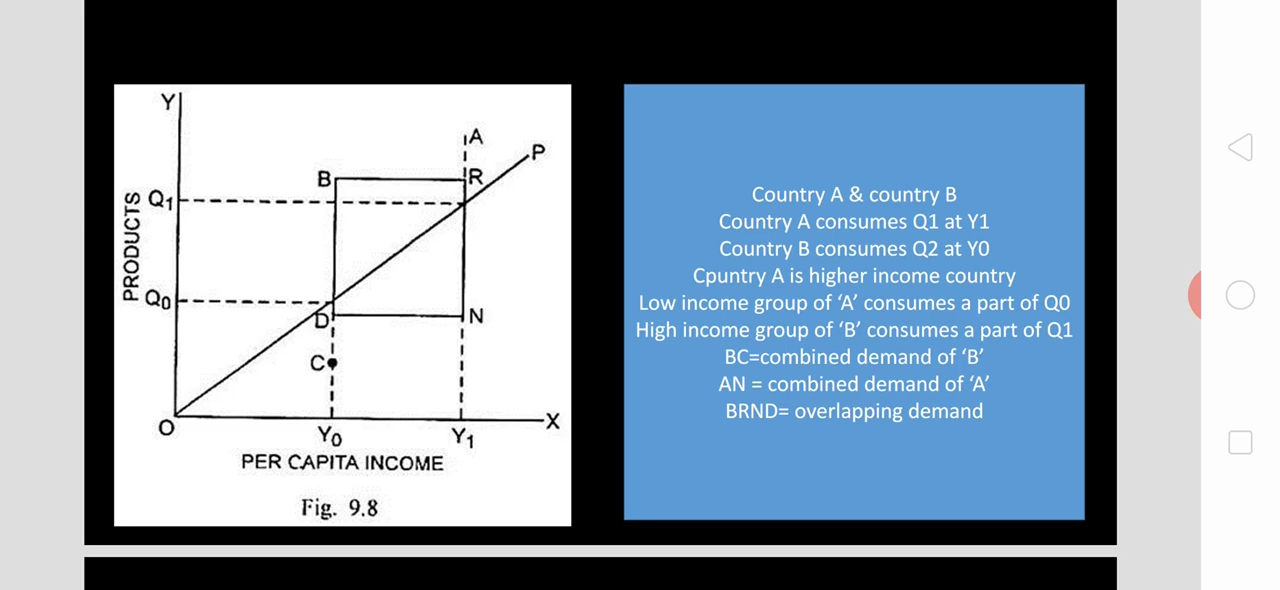 Y
A
P
B
R
Q1
PRODUCTS
Q0
D
N
C
O
Y0
Y1
X
PER CAPITA INCOME
Fig. 9.8
Country A & country B
Country A consumes Q1 at Y1
Country B consumes Q2 at Y0
Cpuntry A is higher income country
Low income group of ‘A’ consumes a part of Q0
High income group of ‘B’ consumes a part of Q1
BC=combined demand of ‘B’
AN = combined demand of ‘A’
BRND= overlapping demand